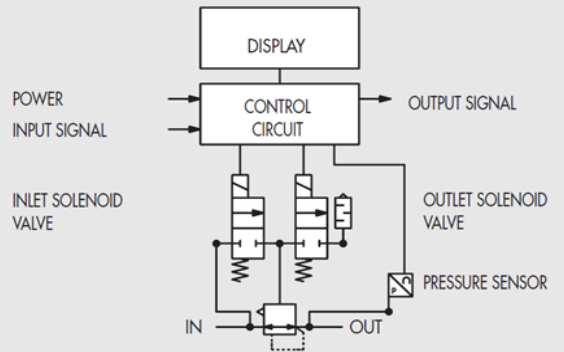 DISPLAY
POWER
INPUT SIGNAL
CONTROL
CIRCUIT
OUTPUT SIGNAL
INLET SOLENOID
VALVE
OUTLET SOLENOID
VALVE
PRESSURE SENSOR
P
IN
OUT